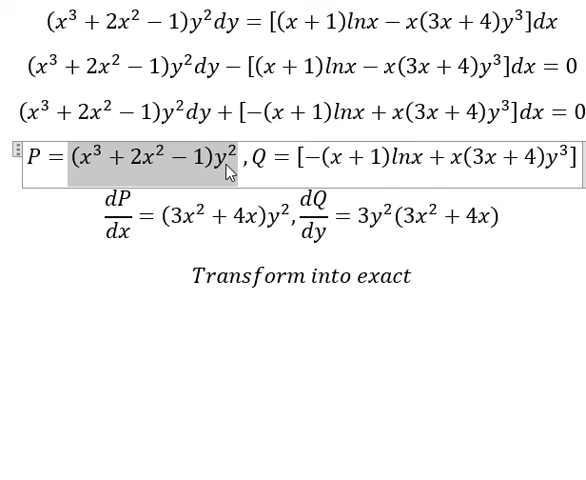 (x³ + 2x² − 1)y²dy = [(x + 1)lnx − x(3x + 4)y³]dx
(x³ + 2x² − 1)y²dy − [(x + 1)lnx − x(3x + 4)y³]dx = 0
(x³ + 2x² − 1)y²dy + [−(x + 1)lnx + x(3x + 4)y³]dx = 0
P = (x³ + 2x² − 1)y² , Q = [−(x + 1)lnx + x(3x + 4)y³]
dP/dx = (3x² + 4x)y², dQ/dy = 3y²(3x² + 4x)
Transform into exact